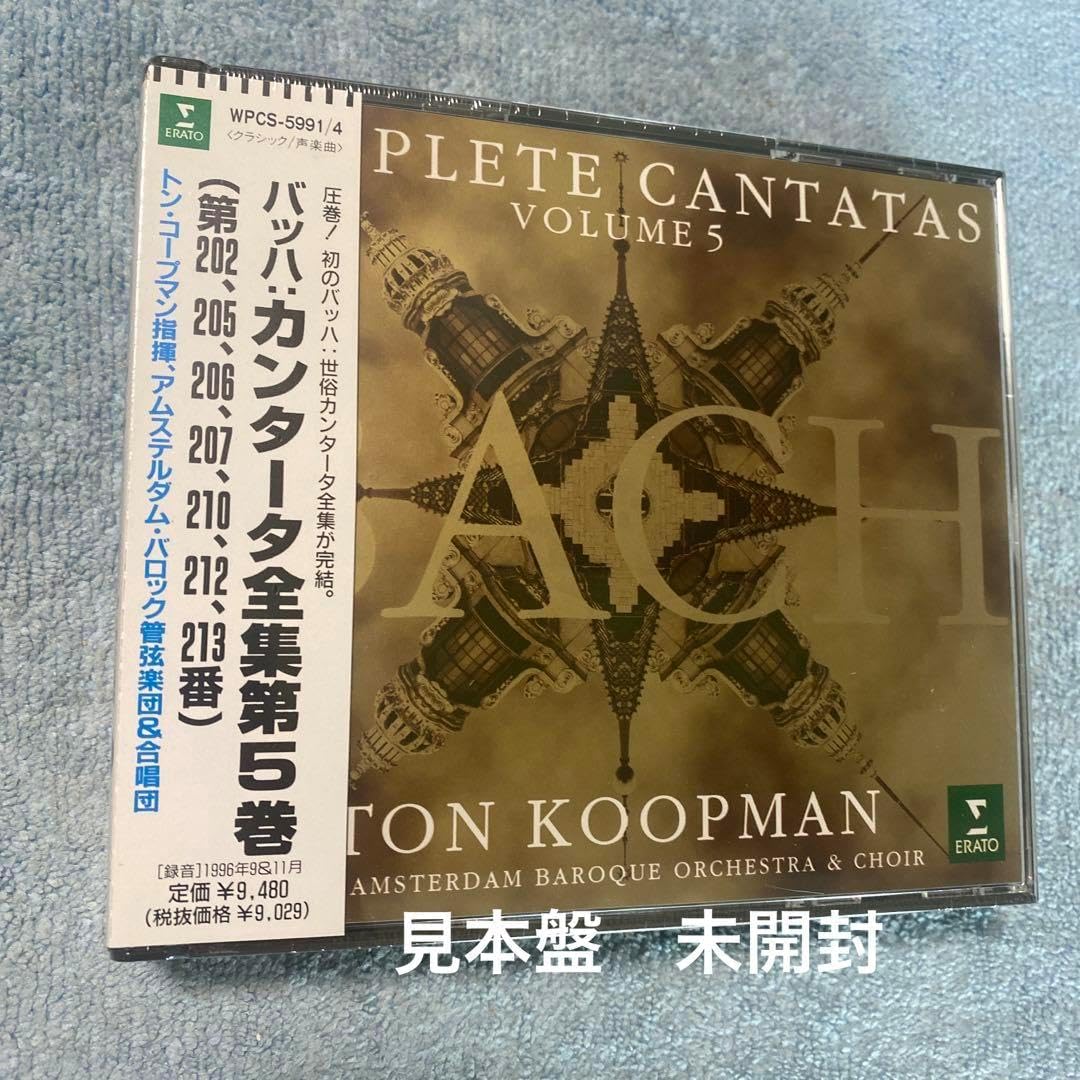 ERATO
WPCS-5991/4
〈クラシック/声楽曲〉
圧巻! 初のバッハ:世俗カンタータ全集が完結。
バッハ:カンタータ全集第5巻
(第202、205、206、207、210、212、213番)
トン・コープマン指揮、アムステルダム・バロック管弦楽団&合唱団
[録音]1996年9&11月
定価 ¥9,480
(税抜価格 ¥9,029)
PLETE CANTATAS
VOLUME 5
BACH
TON KOOPMAN
AMSTERDAM BAROQUE ORCHESTRA & CHOIR
ERATO
見本盤 未開封